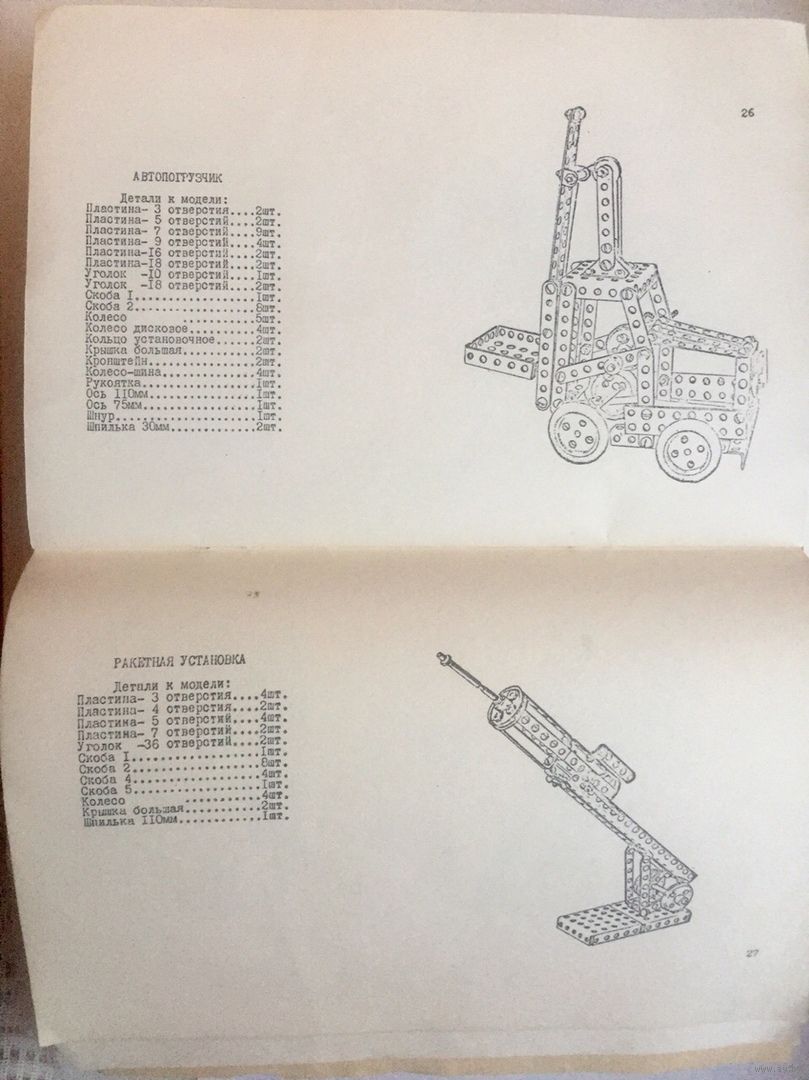 26
АВТОПОГРУЗЧИК
Детали к модели:
Пластина- 3 отверстия....2шт.
Пластина- 5 отверстий....2шт.
Пластина- 7 отверстий....9шт.
Пластина- 9 отверстий....4шт.
Пластина-16 отверстий....2шт.
Пластина-18 отверстий....2шт.
Уголок -10 отверстий....1шт.
Уголок -18 отверстий....2шт.
Скоба 1..................1шт.
Скоба 2..................8шт.
Колесо ...........5шт.
Колесо дисковое..........4шт.
Кольцо установочное......2шт.
Крышка большая...........2шт.
Кронштейн................2шт.
Колесо-шина..............4шт.
Рукоятка.................1шт.
Ось 110мм................1шт.
Ось 75мм.................1шт.
Шнур.....................1шт.
Шпилька 30мм.............2шт.
РАКЕТНАЯ УСТАНОВКА
Детали к модели:
Пластина- 3 отверстия....4шт.
Пластина- 4 отверстия....2шт.
Пластина- 5 отверстий....4шт.
Пластина- 7 отверстий....2шт.
Уголок -36 отверстий....2шт.
Скоба 1..................1шт.
Скоба 2..................8шт.
Скоба 4..................4шт.
Скоба 5..................1шт.
Колесо ...........4шт.
Крышка большая...........2шт.
Шпилька 110мм............1шт.
27